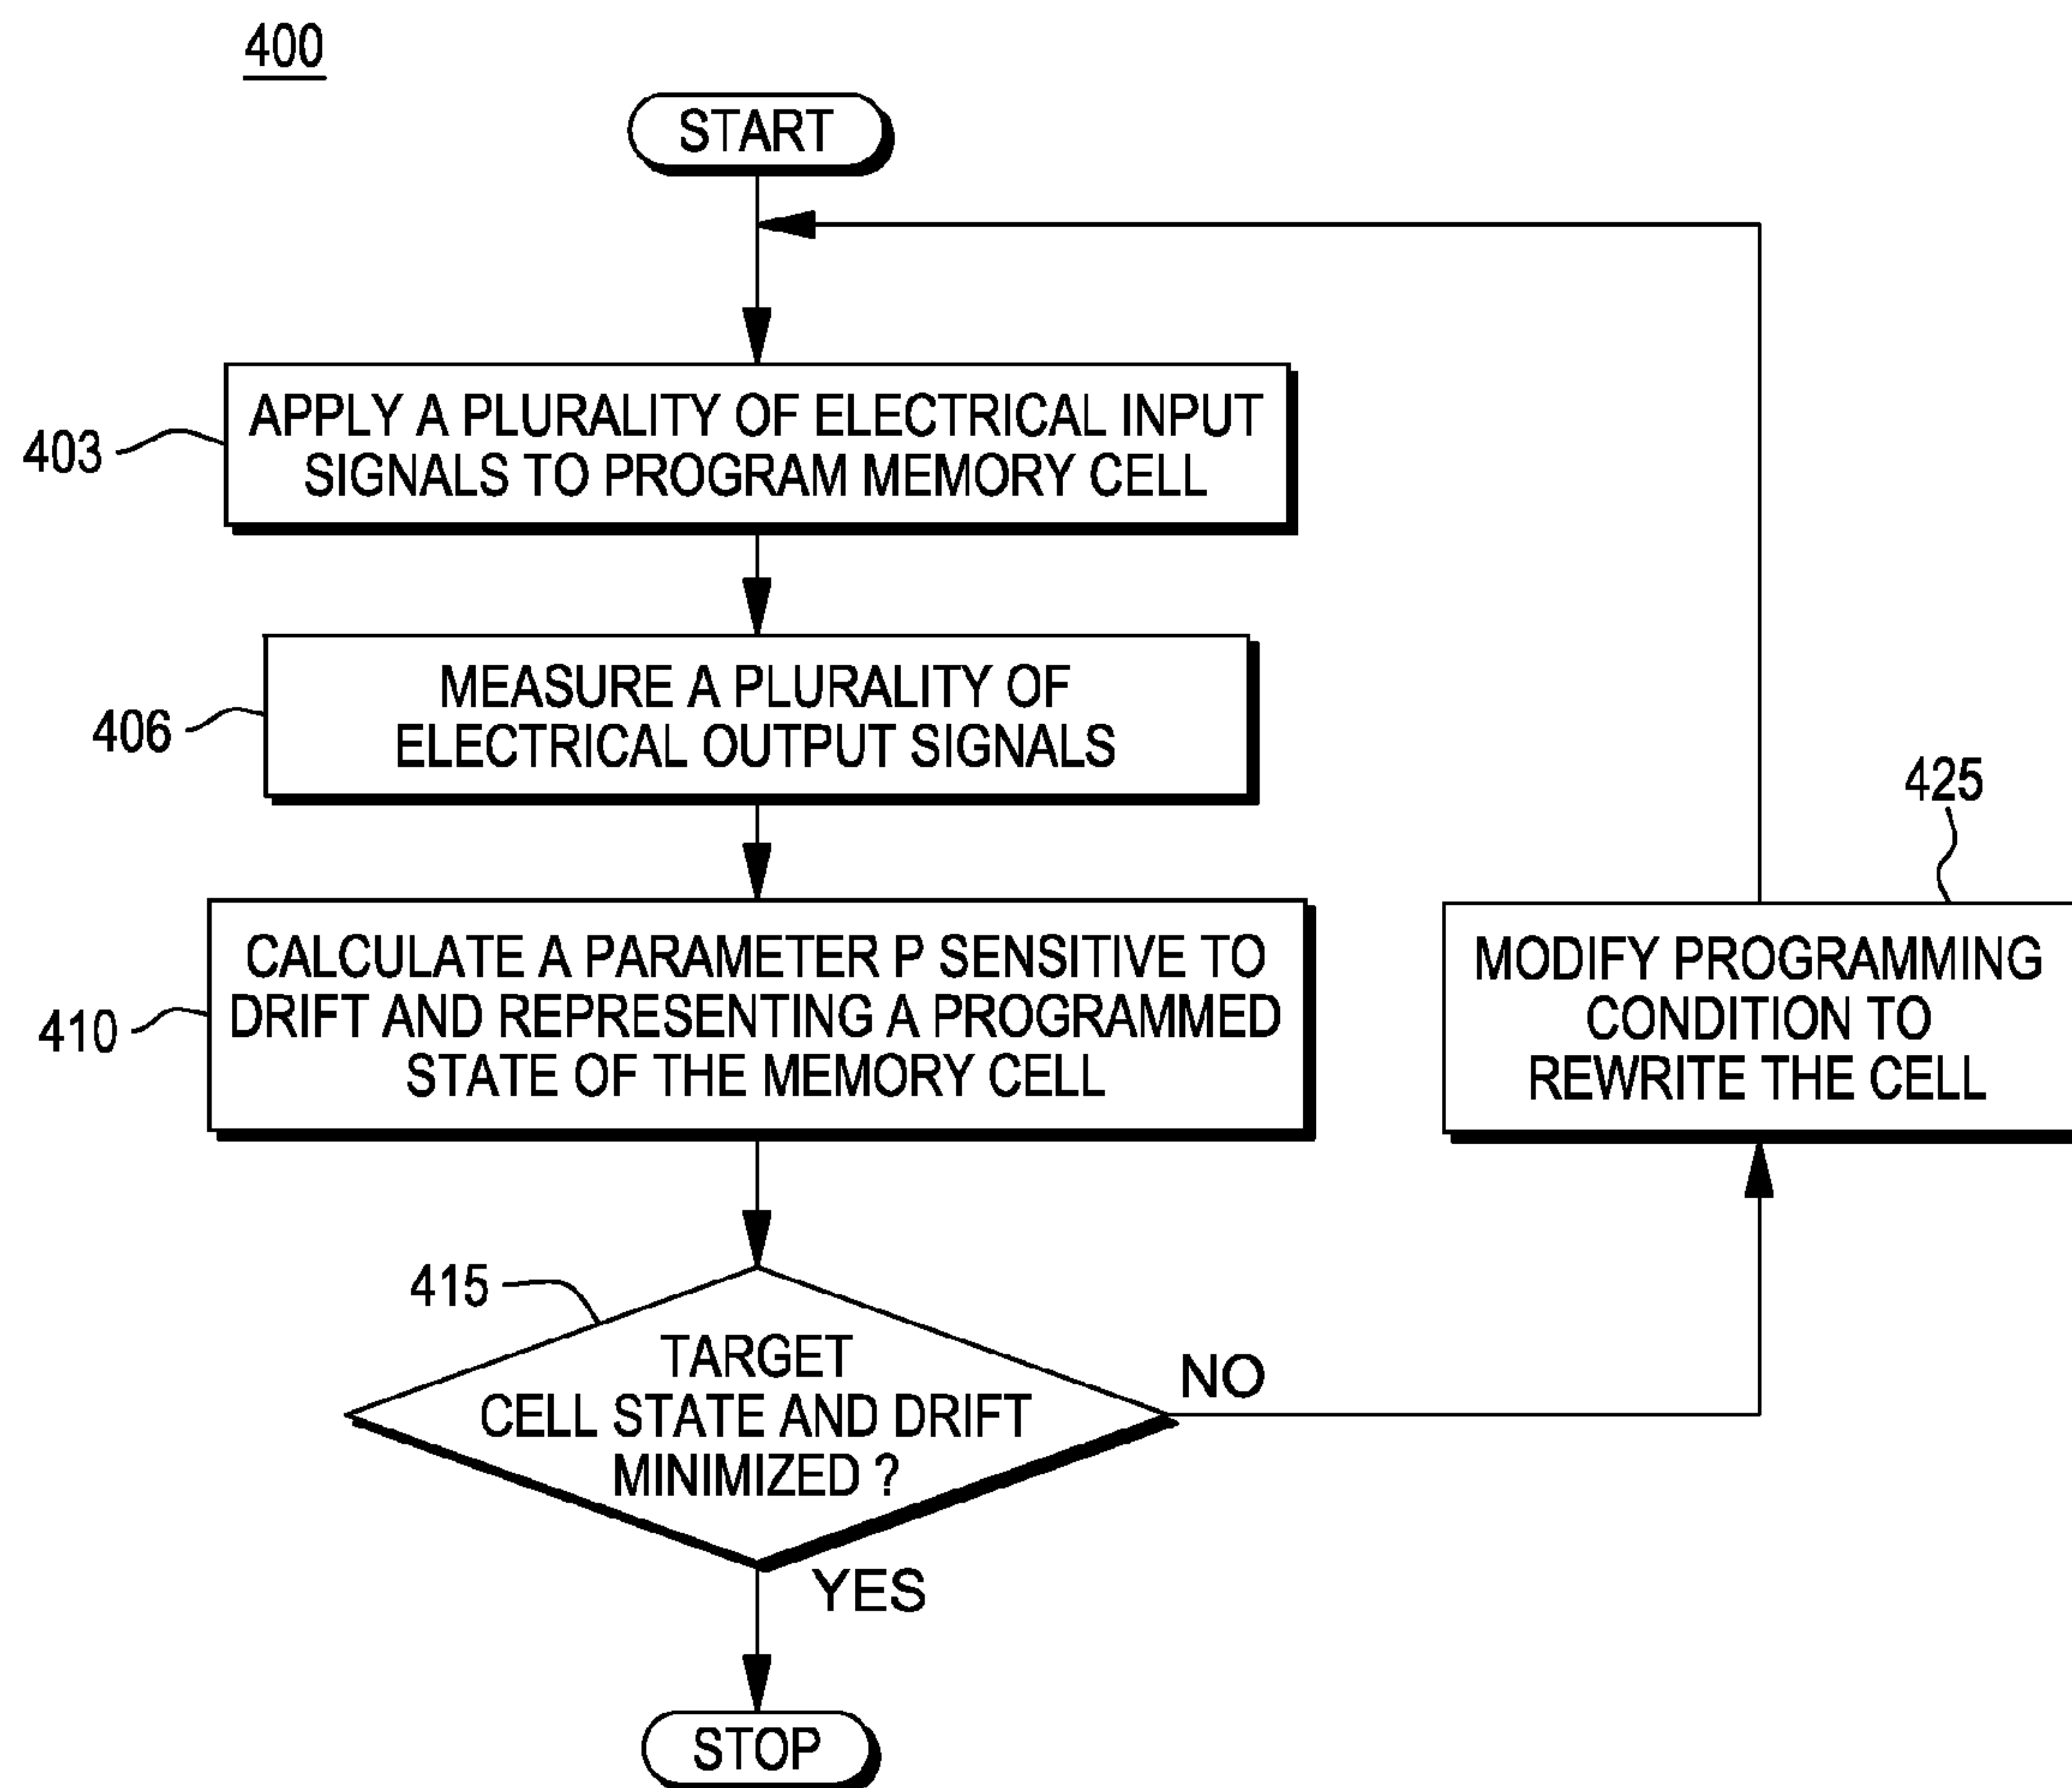 400
START
403
APPLY A PLURALITY OF ELECTRICAL INPUT
SIGNALS TO PROGRAM MEMORY CELL
406
MEASURE A PLURALITY OF
ELECTRICAL OUTPUT SIGNALS
410
CALCULATE A PARAMETER P SENSITIVE TO
DRIFT AND REPRESENTING A PROGRAMMED
STATE OF THE MEMORY CELL
415
TARGET
CELL STATE AND DRIFT
MINIMIZED ?
NO
YES
425
MODIFY PROGRAMMING
CONDITION TO
REWRITE THE CELL
STOP